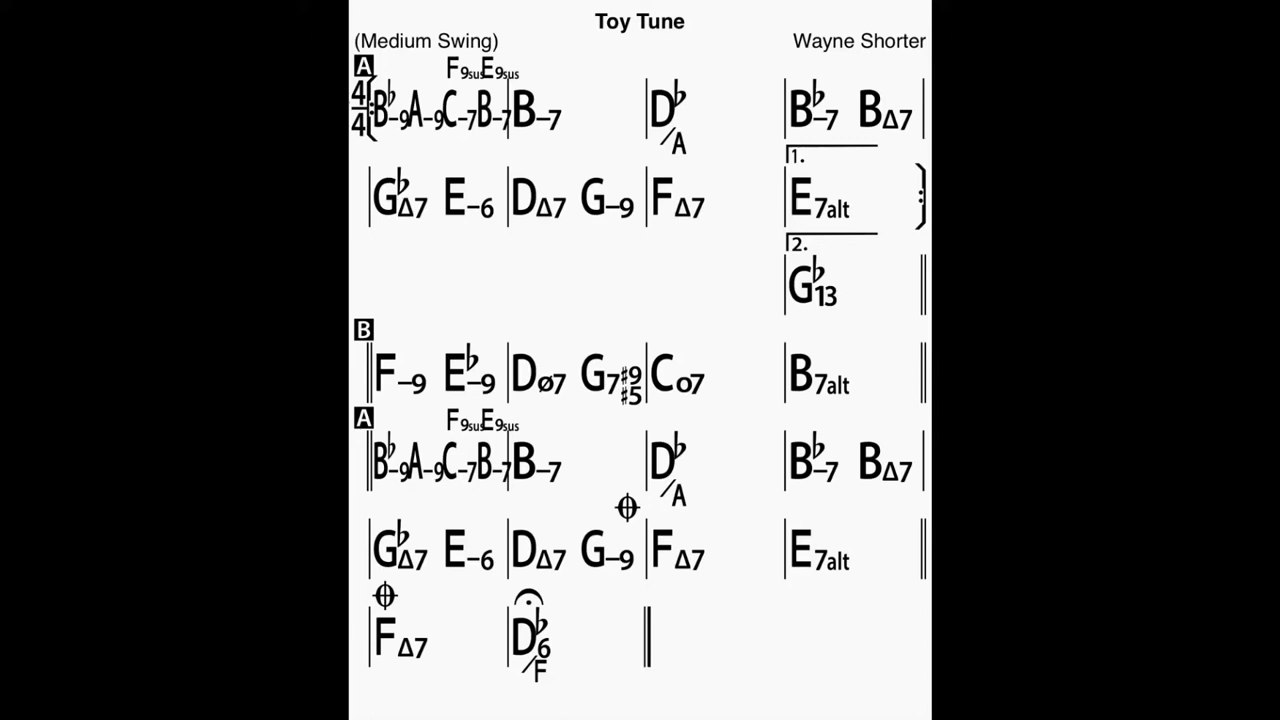 Toy Tune
(Medium Swing) Wayne Shorter
A F9sus E9sus
4/4 B♭-9 A-9 C-7 B-7 B-7 D♭/A B♭-7 BΔ7
1.
G♭Δ7 E-6 DΔ7 G-9 FΔ7 E7alt
2.
G♭13
B
F-9 E♭-9 Dø7 G7♯9♯5 Co7 B7alt
A F9sus E9sus
B♭-9 A-9 C-7 B-7 B-7 D♭/A B♭-7 BΔ7
G♭Δ7 E-6 DΔ7 G-9 FΔ7 E7alt
FΔ7 D♭6/F